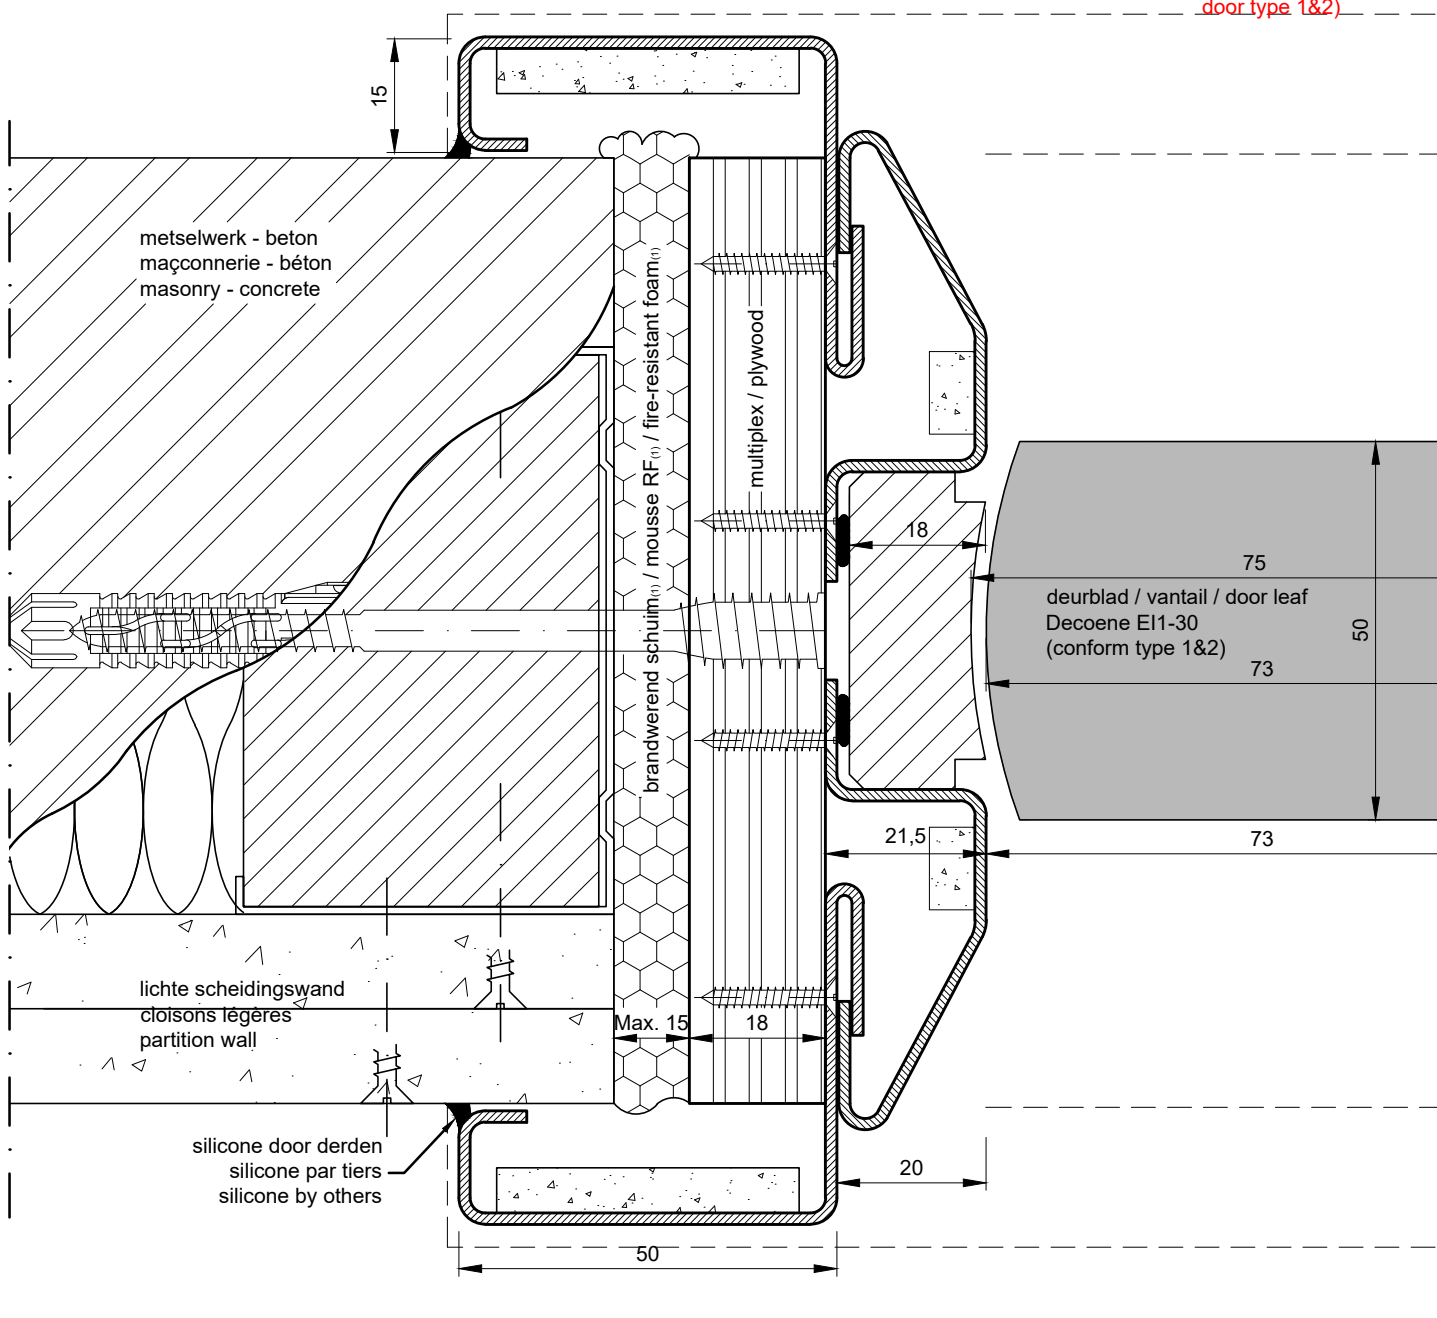 door type 1&2)
15
metselwerk - beton
maçconnerie - béton
masonry - concrete
brandwerend schuim(1) / mousse RF(1) / fire-resistant foam(1)
multiplex / plywood
18
75
deurblad / vantail / door leaf
Decoene EI1-30
(conform type 1&2)
50
73
21,5
73
lichte scheidingswand
cloisons légères
partition wall
Max. 15
18
silicone door derden
silicone par tiers
silicone by others
20
50